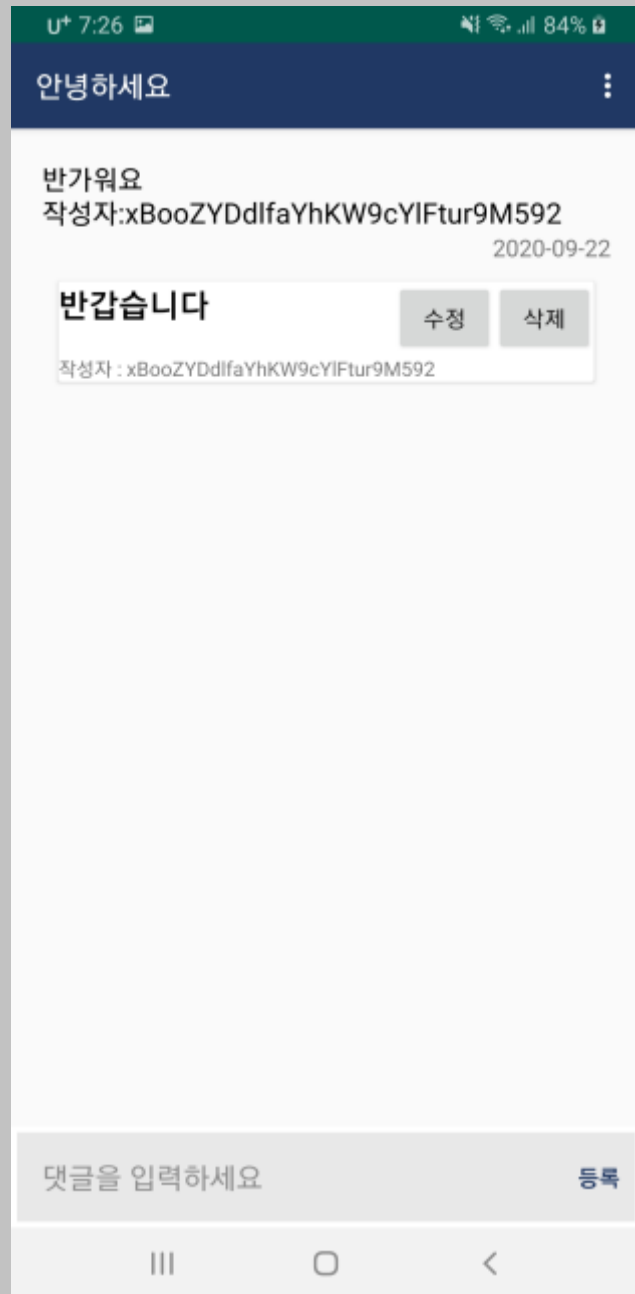 U+ 7:26 84%
안녕하세요
반가워요
작성자:xBooZYDdlfaYhKW9cYlFtur9M592
2020-09-22
반갑습니다 수정 삭제
작성자 : xBooZYDdlfaYhKW9cYlFtur9M592
댓글을 입력하세요 등록